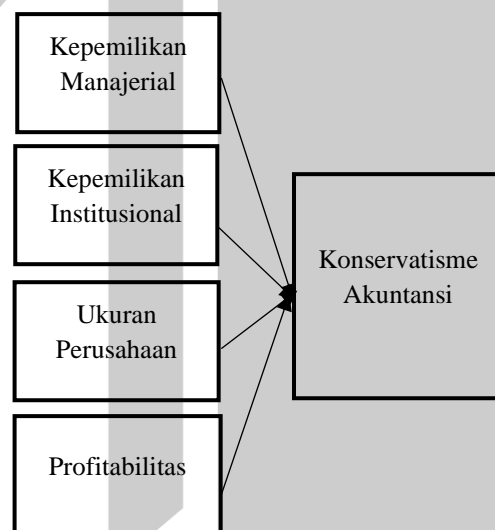 Kepemilikan
Manajerial
Kepemilikan
Institusional
Ukuran
Perusahaan
Profitabilitas
Konservatisme
Akuntansi